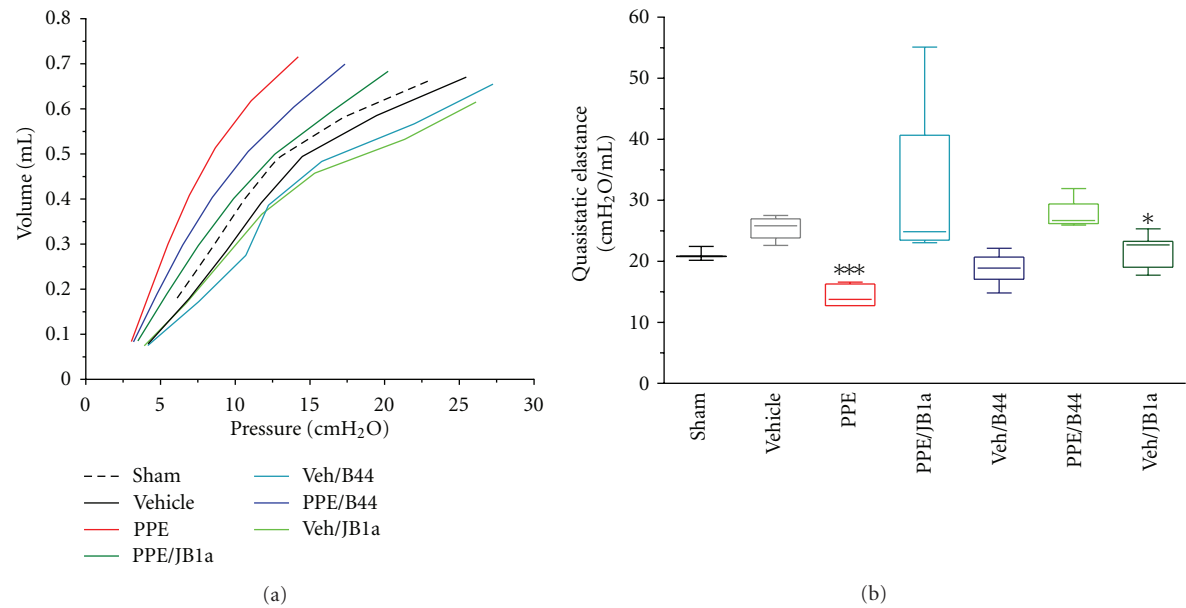 0.8
0.7
0.6
0.5
0.4
0.3
0.2
0.1
0
Volume (mL)
0 5 10 15 20 25 30
Pressure (cmH₂O)
Sham
Vehicle
PPE
PPE/JB1a
Veh/B44
PPE/B44
Veh/JB1a
(a)
60
50
40
30
20
10
0
Quasistatic elastance
(cmH₂O/mL)
***
*
Sham
Vehicle
PPE
PPE/JB1a
Veh/B44
PPE/B44
Veh/JB1a
(b)